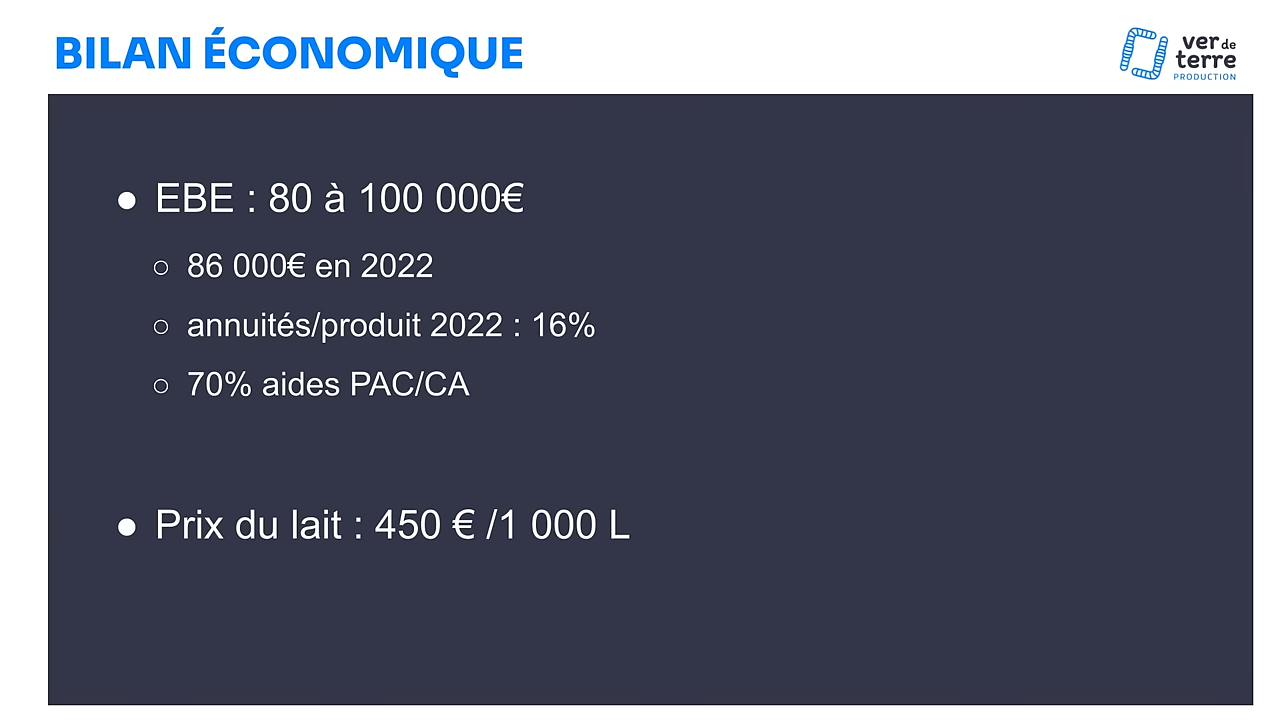 BILAN ÉCONOMIQUE
ver de
terre
PRODUCTION
● EBE : 80 à 100 000€
○ 86 000€ en 2022
○ annuités/produit 2022 : 16%
○ 70% aides PAC/CA
● Prix du lait : 450 € /1 000 L